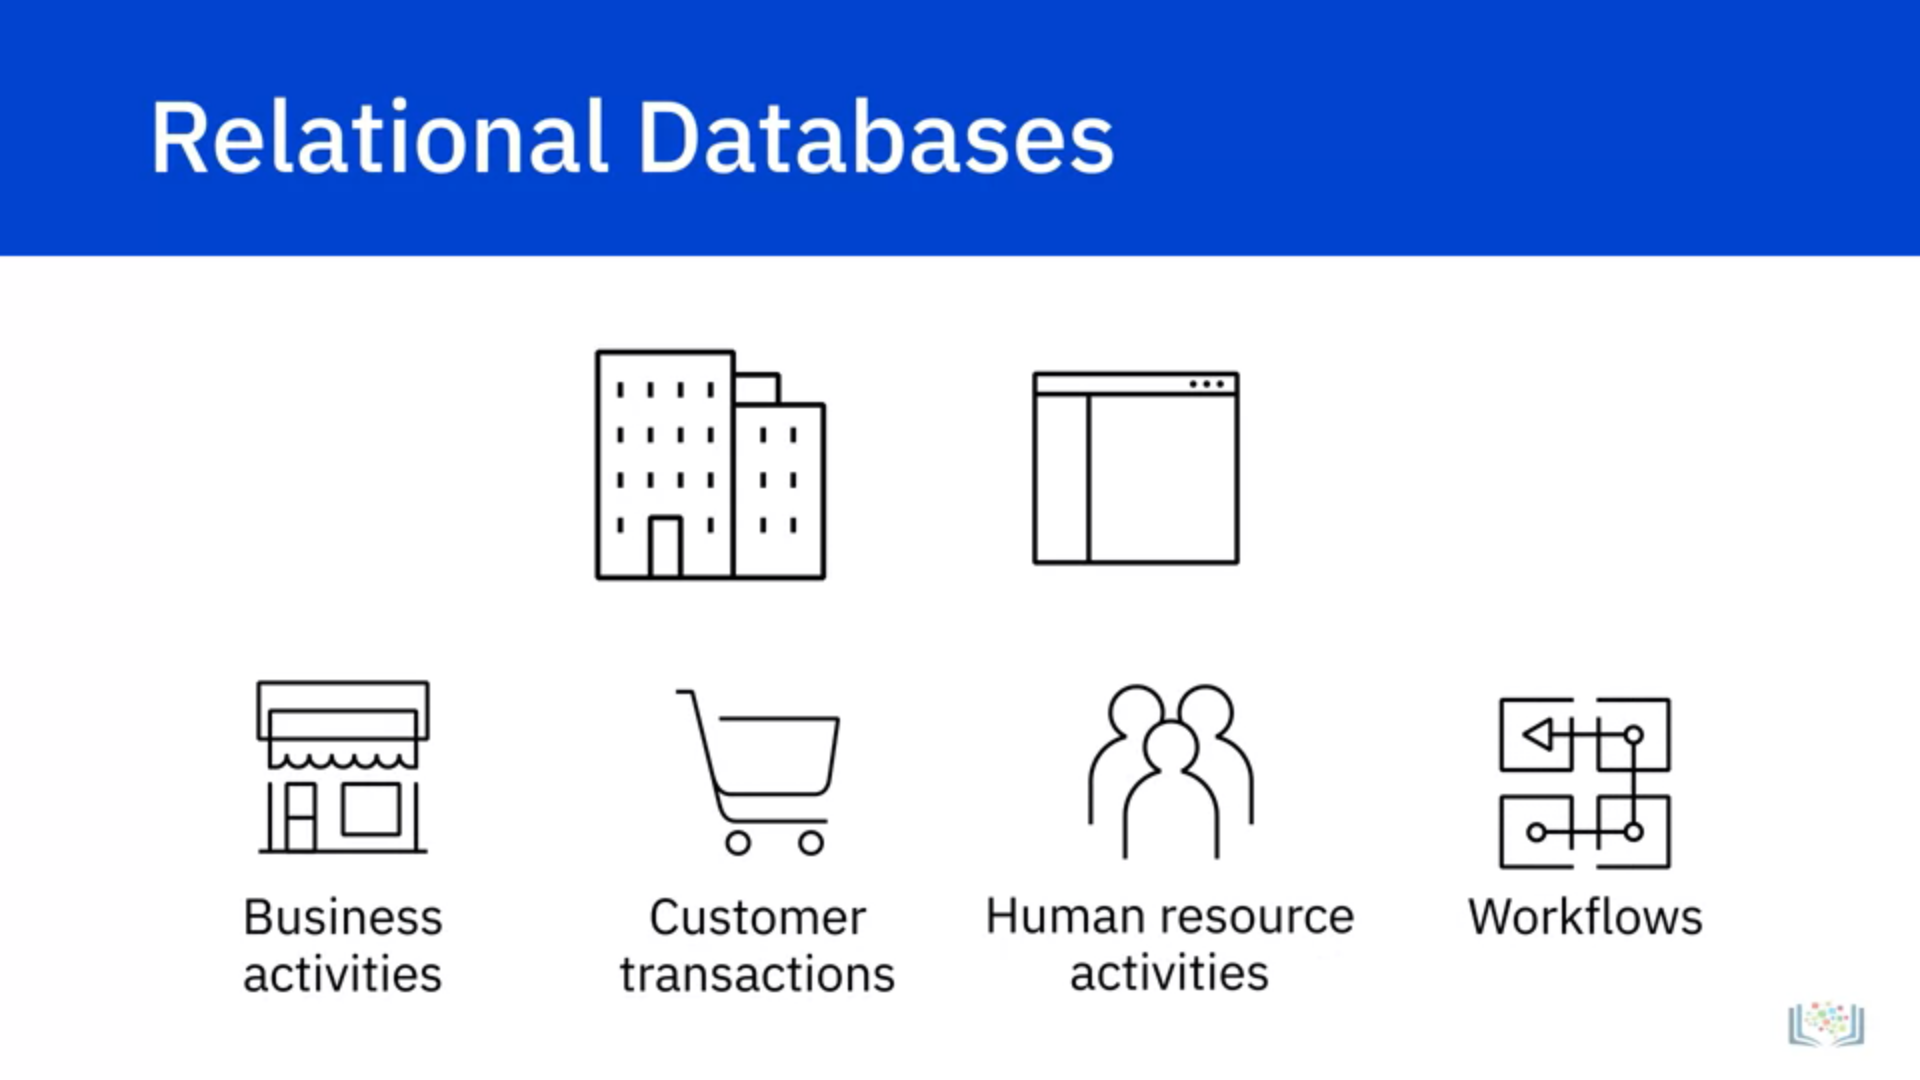 Relational Databases
Business
activities
Customer
transactions
Human resource
activities
Workflows